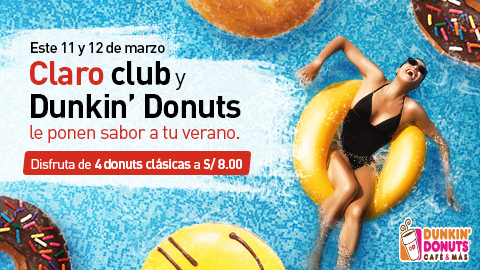 Este 11 y 12 de marzo
Claro club y
Dunkin' Donuts
le ponen sabor a tu verano.
Disfruta de 4 donuts clásicas a S/ 8.00
DUNKIN'
DONUTS
CAFÉ & MÁS